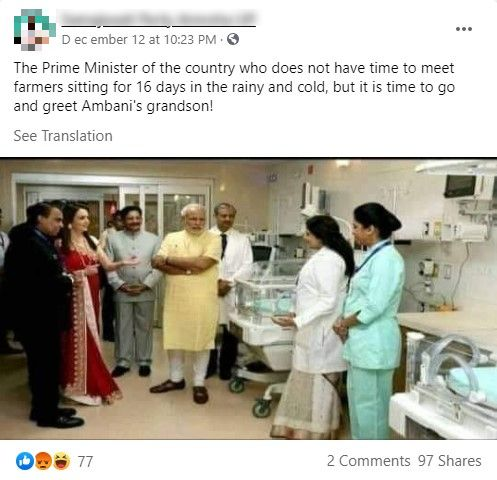 D ec ember 12 at 10:23 PM ·
The Prime Minister of the country who does not have time to meet
farmers sitting for 16 days in the rainy and cold, but it is time to go
and greet Ambani's grandson!
See Translation
77
2 Comments 97 Shares